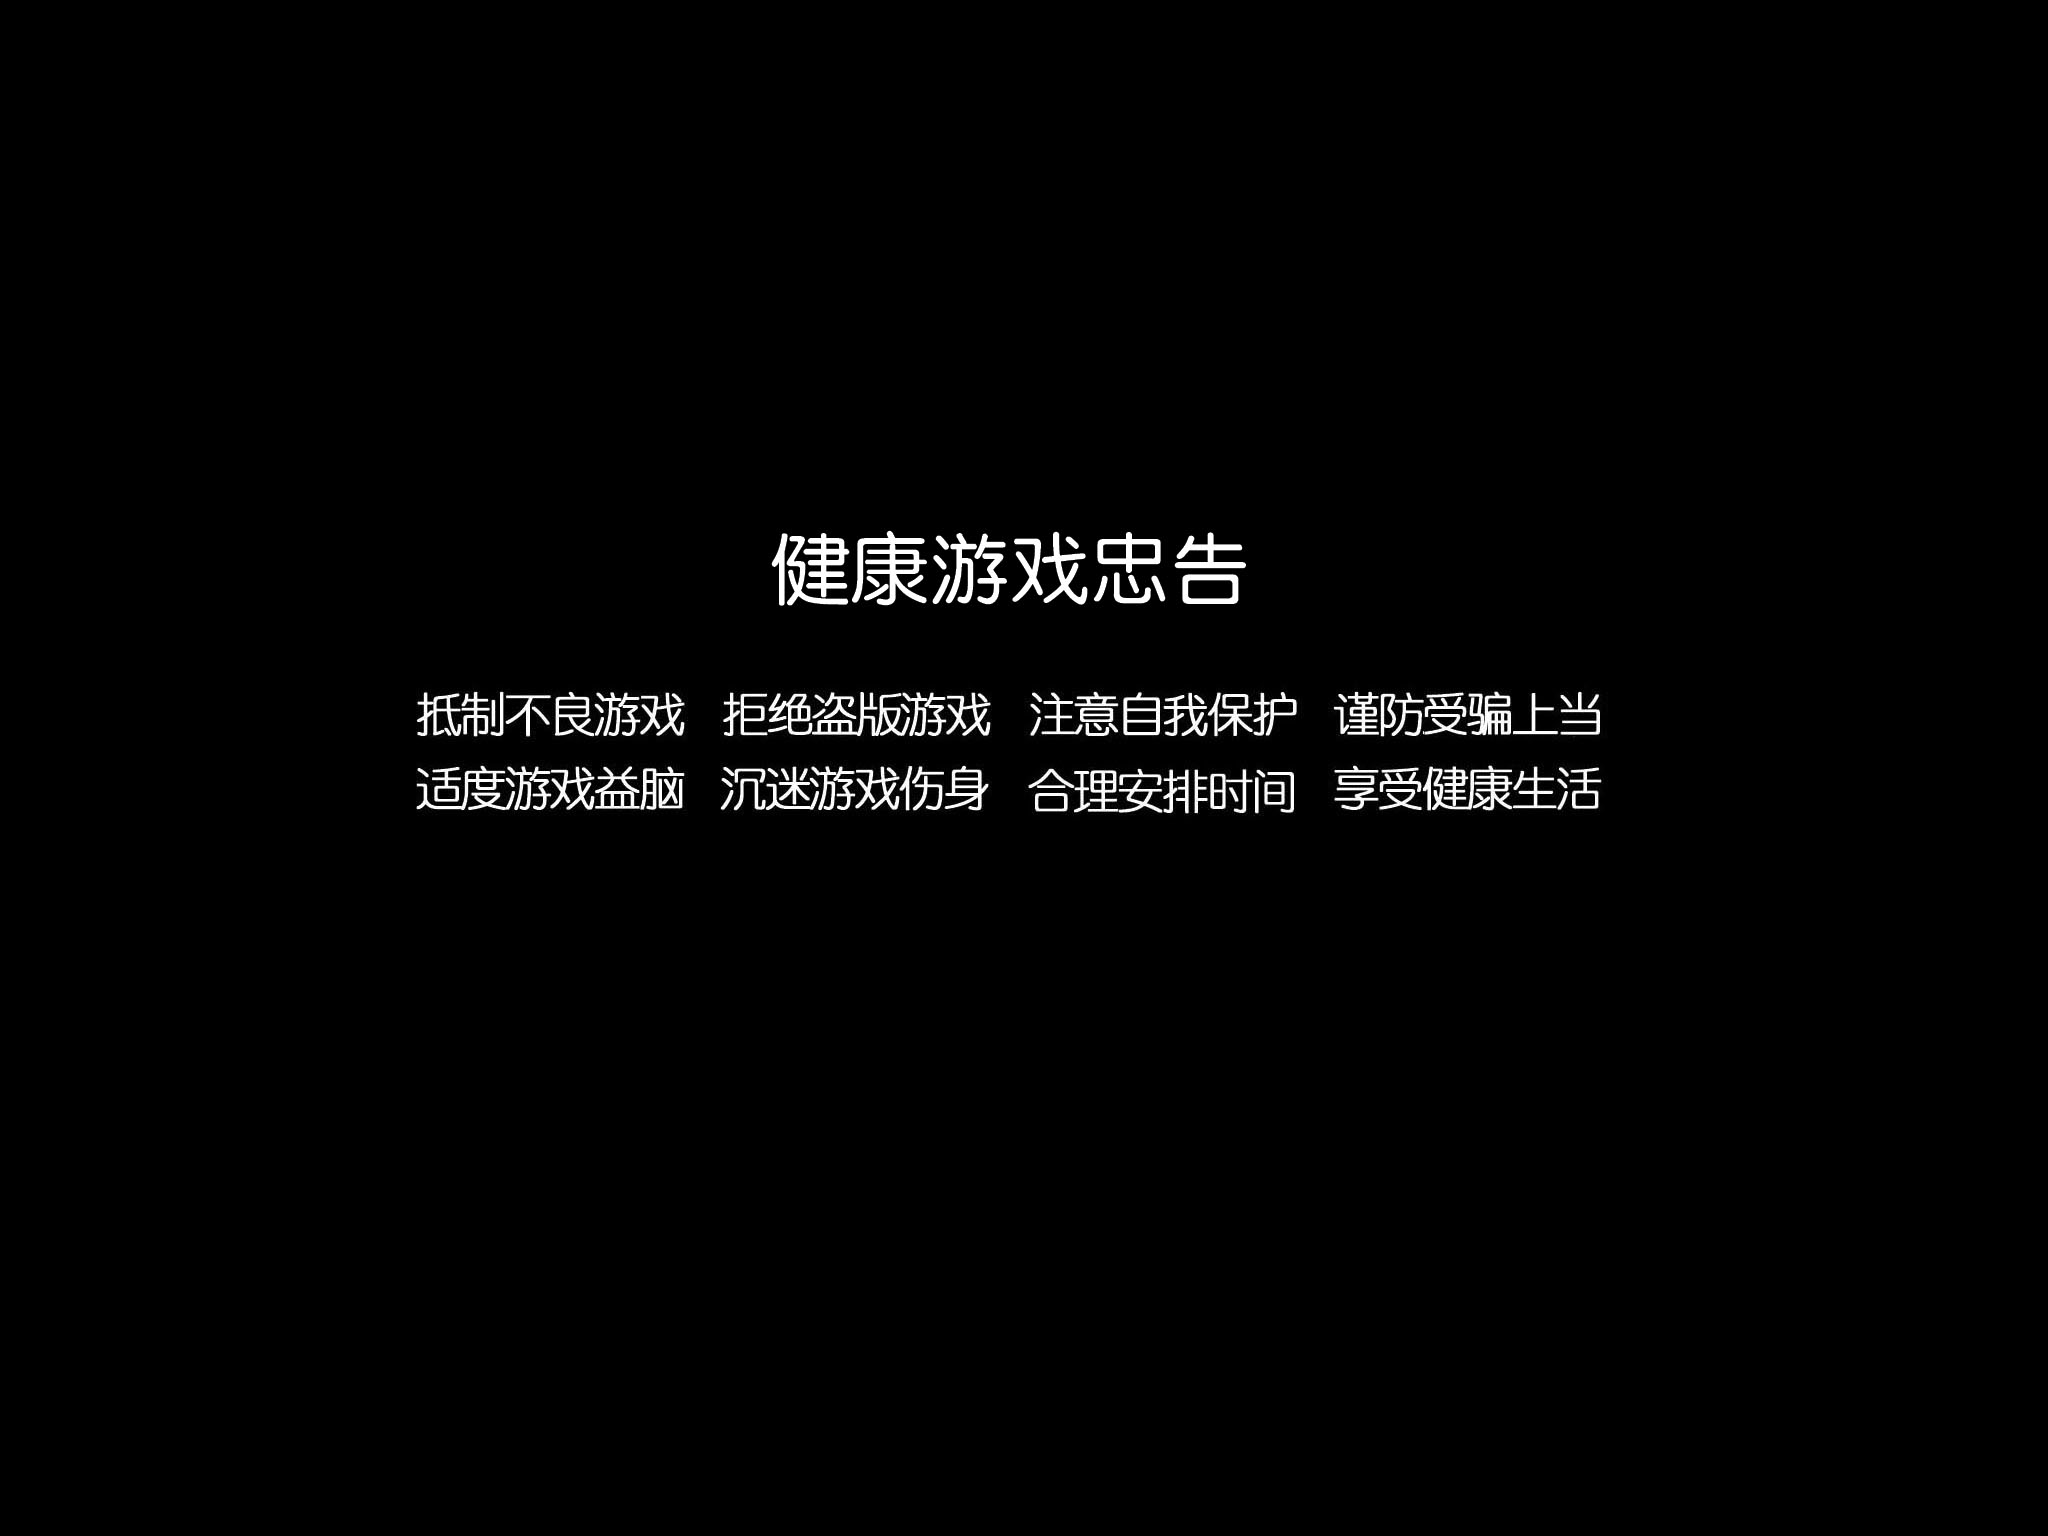 健康游戏忠告
抵制不良游戏 拒绝盗版游戏 注意自我保护 谨防受骗上当
适度游戏益脑 沉迷游戏伤身 合理安排时间 享受健康生活